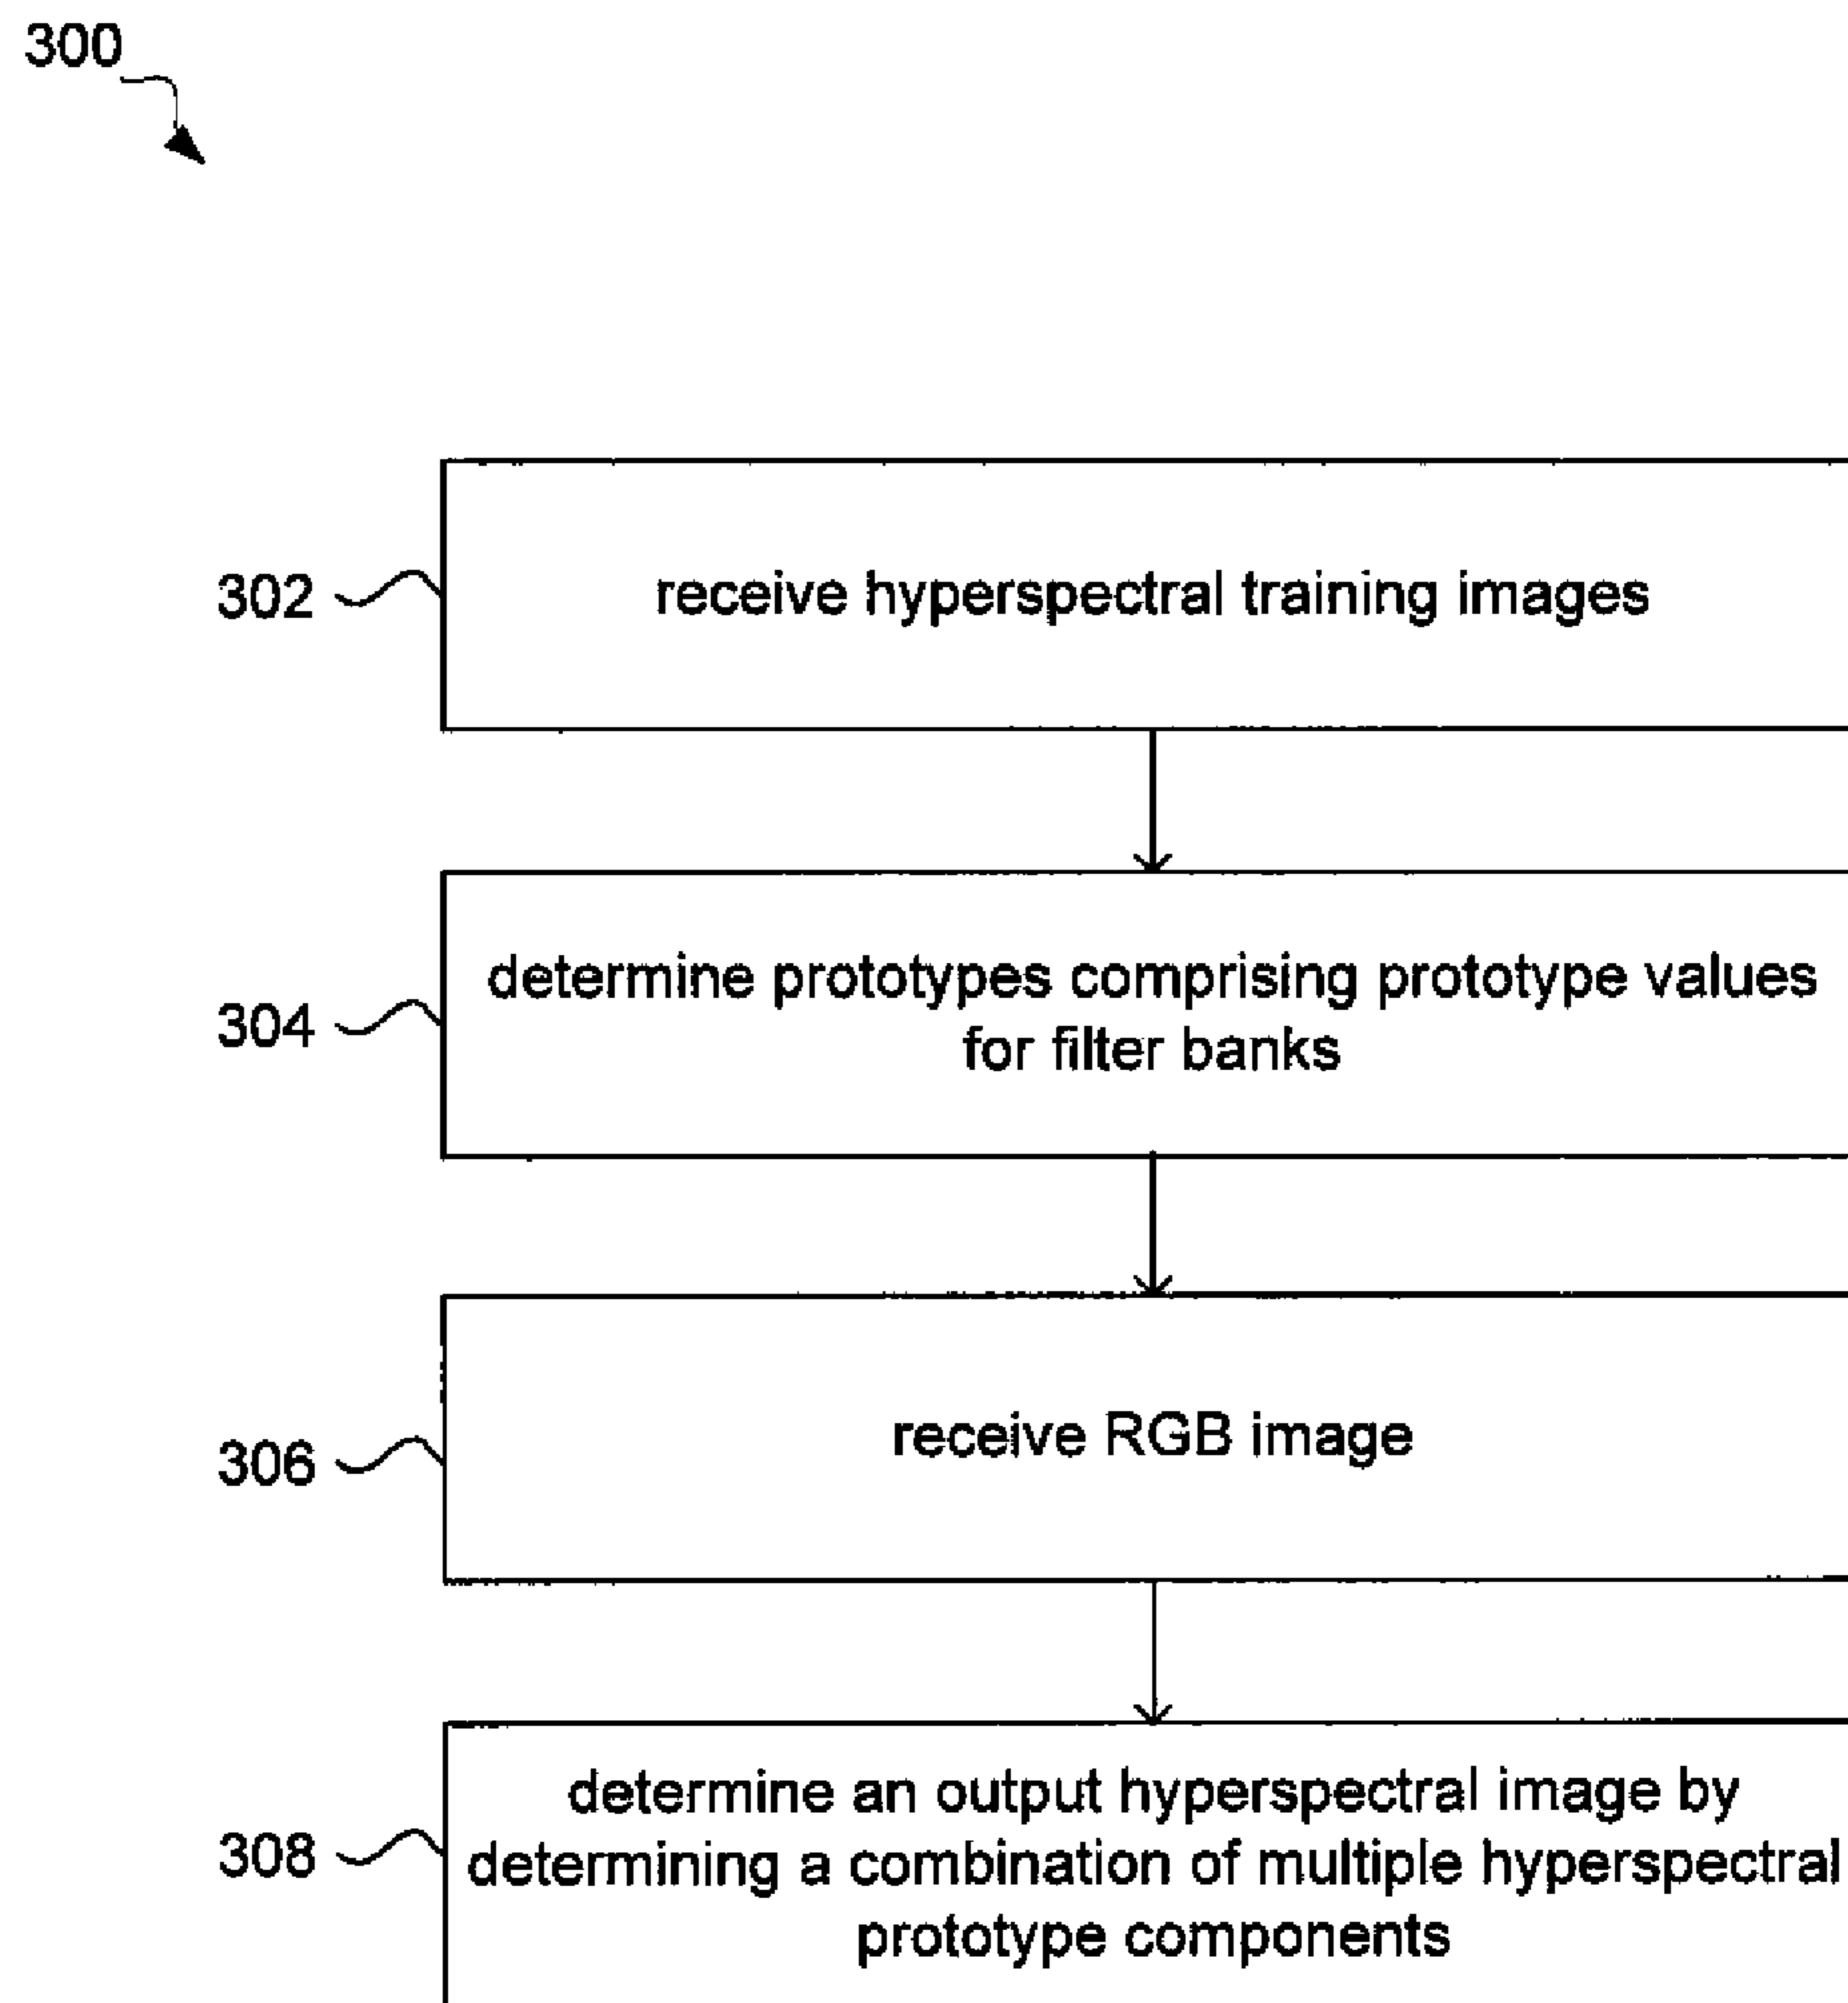 300
302
receive hyperspectral training images
304
determine prototypes comprising prototype values
for filter banks
306
receive RGB image
308
determine an output hyperspectral image by
determining a combination of multiple hyperspectral
prototype components